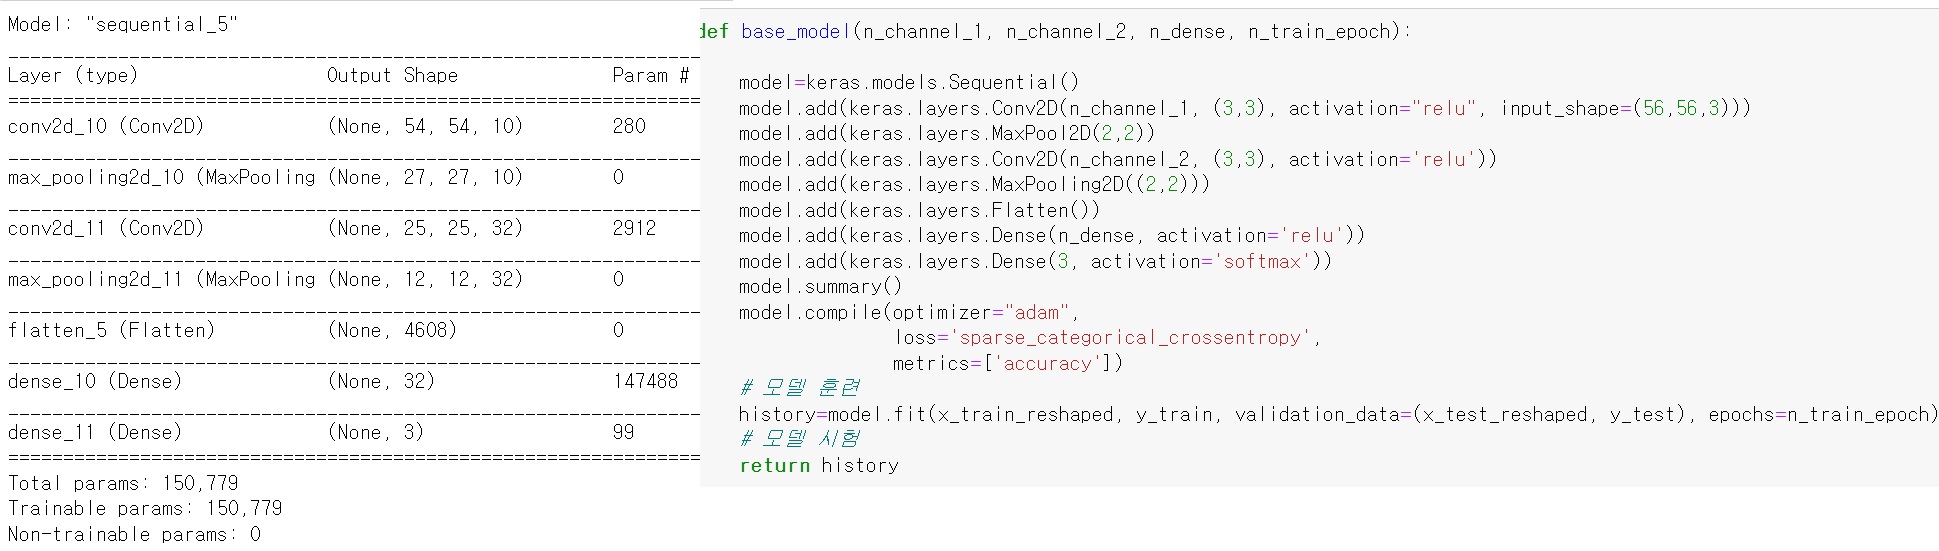 Model: "sequential_5"
Layer (type) Output Shape Param #
conv2d_10 (Conv2D) (None, 54, 54, 10) 280
max_pooling2d_10 (MaxPooling (None, 27, 27, 10) 0
conv2d_11 (Conv2D) (None, 25, 25, 32) 2912
max_pooling2d_11 (MaxPooling (None, 12, 12, 32) 0
flatten_5 (Flatten) (None, 4608) 0
dense_10 (Dense) (None, 32) 147488
dense_11 (Dense) (None, 3) 99
Total params: 150,779
Trainable params: 150,779
Non-trainable params: 0
def base_model(n_channel_1, n_channel_2, n_dense, n_train_epoch):
model=keras.models.Sequential()
model.add(keras.layers.Conv2D(n_channel_1, (3,3), activation="relu", input_shape=(56,56,3)))
model.add(keras.layers.MaxPool2D(2,2))
model.add(keras.layers.Conv2D(n_channel_2, (3,3), activation='relu'))
model.add(keras.layers.MaxPooling2D((2,2)))
model.add(keras.layers.Flatten())
model.add(keras.layers.Dense(n_dense, activation='relu'))
model.add(keras.layers.Dense(3, activation='softmax'))
model.summary()
model.compile(optimizer="adam",
loss='sparse_categorical_crossentropy',
metrics=['accuracy'])
# 모델 훈련
history=model.fit(x_train_reshaped, y_train, validation_data=(x_test_reshaped, y_test), epochs=n_train_epoch)
# 모델 시험
return history